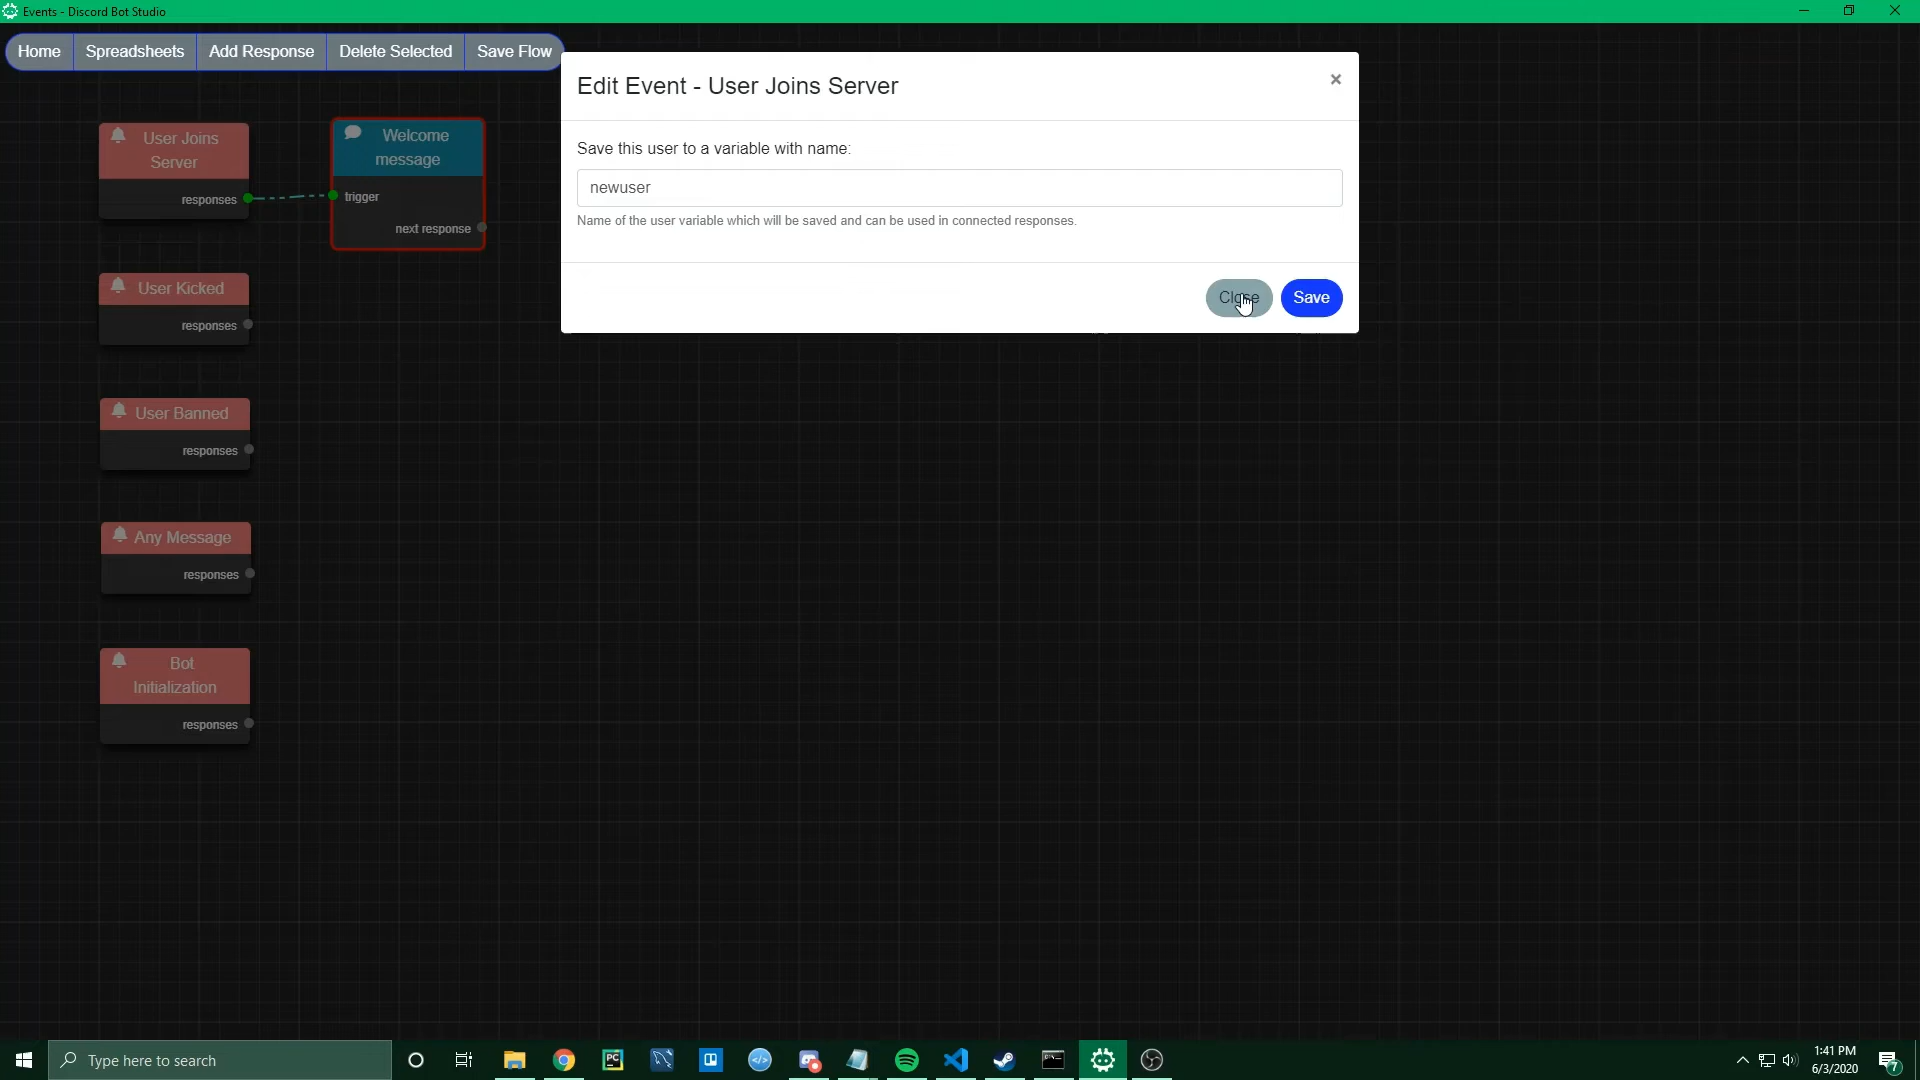 Events - Discord Bot Studio
Home Spreadsheets Add Response Delete Selected Save Flow
Edit Event - User Joins Server
×
Save this user to a variable with name:
newuser
Name of the user variable which will be saved and can be used in connected responses.
Close Save
User Joins
Server
responses
Welcome
message
trigger
next response
User Kicked
responses
User Banned
responses
Any Message
responses
Bot
Initialization
responses
Type here to search
PC
1:41 PM
6/3/2020
7